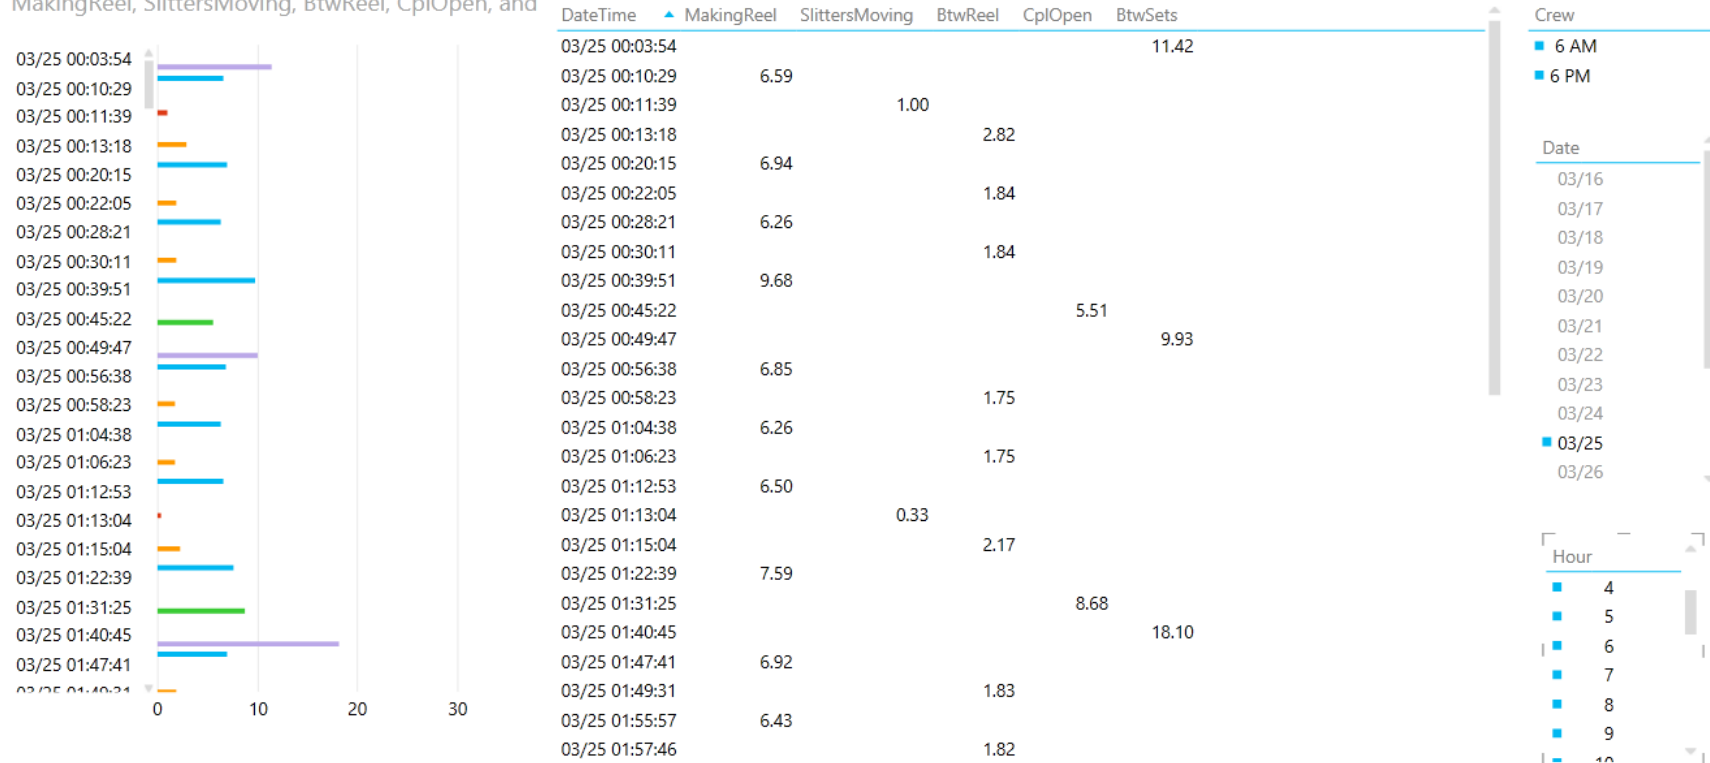 MakingReel, SlittersMoving, BtwReel, CplOpen, and
03/25 00:03:54
03/25 00:10:29
03/25 00:11:39
03/25 00:13:18
03/25 00:20:15
03/25 00:22:05
03/25 00:28:21
03/25 00:30:11
03/25 00:39:51
03/25 00:45:22
03/25 00:49:47
03/25 00:56:38
03/25 00:58:23
03/25 01:04:38
03/25 01:06:23
03/25 01:12:53
03/25 01:13:04
03/25 01:15:04
03/25 01:22:39
03/25 01:31:25
03/25 01:40:45
03/25 01:47:41
03/25 01:49:31
0 10 20 30
DateTime MakingReel SlittersMoving BtwReel CplOpen BtwSets
03/25 00:03:54 11.42
03/25 00:10:29 6.59
03/25 00:11:39 1.00
03/25 00:13:18 2.82
03/25 00:20:15 6.94
03/25 00:22:05 1.84
03/25 00:28:21 6.26
03/25 00:30:11 1.84
03/25 00:39:51 9.68
03/25 00:45:22 5.51
03/25 00:49:47 9.93
03/25 00:56:38 6.85
03/25 00:58:23 1.75
03/25 01:04:38 6.26
03/25 01:06:23 1.75
03/25 01:12:53 6.50
03/25 01:13:04 0.33
03/25 01:15:04 2.17
03/25 01:22:39 7.59
03/25 01:31:25 8.68
03/25 01:40:45 18.10
03/25 01:47:41 6.92
03/25 01:49:31 1.83
03/25 01:55:57 6.43
03/25 01:57:46 1.82
Crew
6 AM
6 PM
Date
03/16
03/17
03/18
03/19
03/20
03/21
03/22
03/23
03/24
03/25
03/26
Hour
4
5
6
7
8
9
10